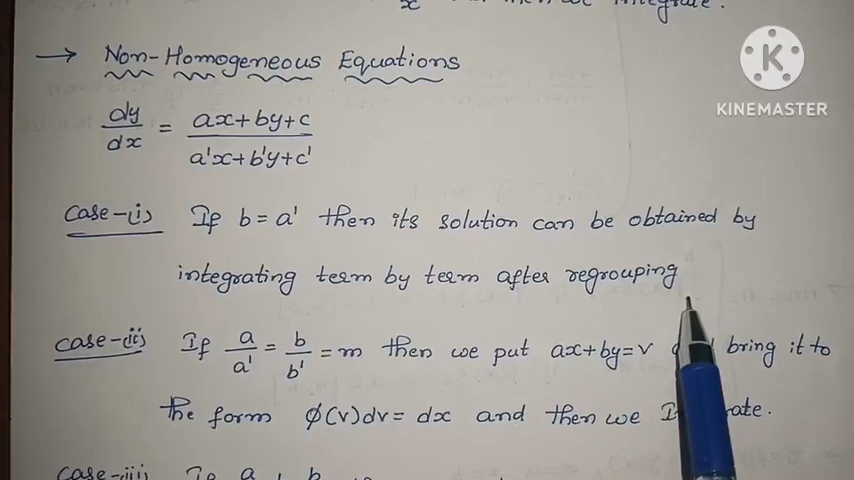 x
→ Non-Homogeneous Equations
KINEMASTER
dy/dx = ax+by+c / a'x+b'y+c'
Case-(i) If b = a' then its solution can be obtained by
integrating term by term after regrouping
Case-(ii) If a/a' = b/b' = m then we put ax+by=v bring it to
the form φ(v)dv = dx and then we
Case-(iii) If a b